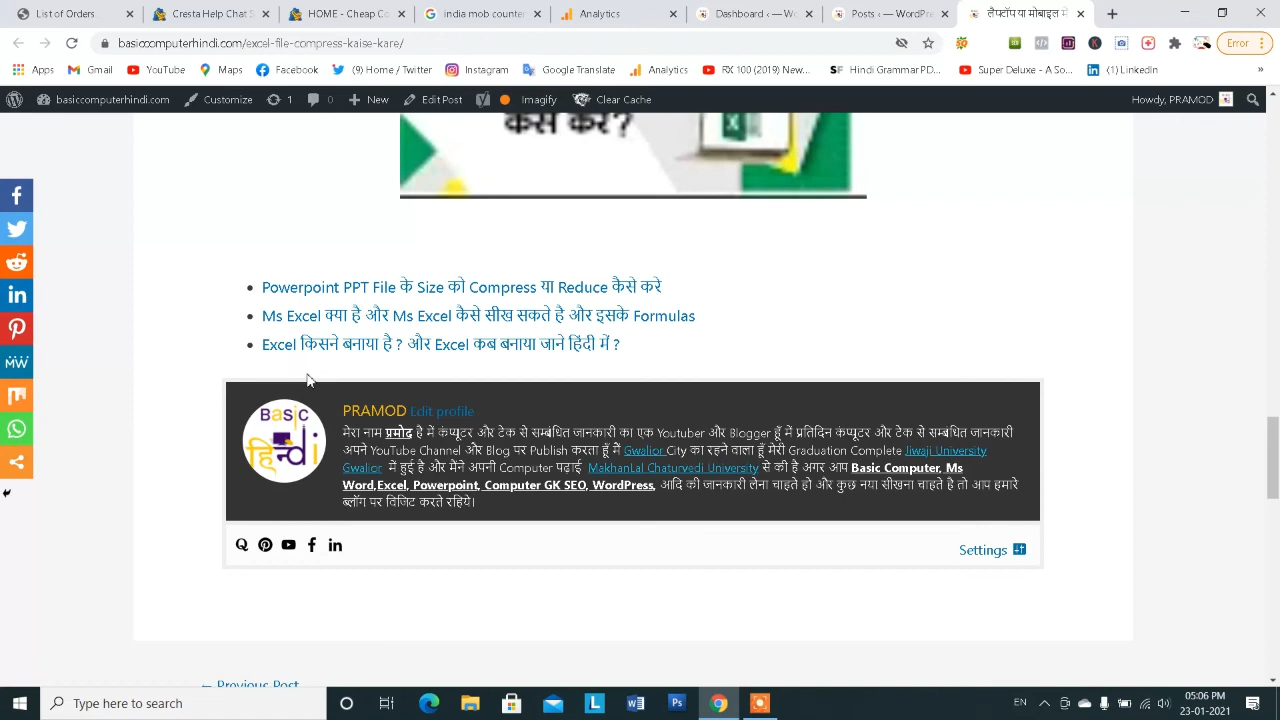 List of Orders
Create Help S
HOME - Cheap Co
india mob counter
Analytics
Dashboard ‹ — W
Posts ‹ — WordPre
लैपटॉप या मोबाइल में
basiccomputerhindi.com/excel-file-compress-kaise-kare/
Error
Apps Gmail YouTube Maps Facebook (9) Home / Twitter Instagram Google Translate Analytics RX 100 (2019) New... SF Hindi Grammar PD... Super Deluxe - A So... (1) LinkedIn »
basiccomputerhindi.com Customize 1 0 New Edit Post Imagify Clear Cache Howdy, PRAMOD
कैसे करे?
Powerpoint PPT File के Size को Compress या Reduce कैसे करे
Ms Excel क्या है और Ms Excel कैसे सीख सकते है और इसके Formulas
Excel किसने बनाया है ? और Excel कब बनाया जाने हिंदी में ?
Basic
हिन्di
PRAMOD Edit profile
मेरा नाम प्रमोद है में कंप्यूटर और टेक से सम्बंधित जानकारी का एक Youtuber और Blogger हूँ में प्रतिदिन कंप्यूटर और टेक से सम्बंधित जानकारी
अपने YouTube Channel और Blog पर Publish करता हूँ में Gwalior City का रहने वाला हूँ मेरी Graduation Complete Jiwaji University
Gwalior में हुई है और मैंने अपनी Computer पढाई MakhanLal Chaturvedi University से की है अगर आप Basic Computer, Ms
Word,Excel, Powerpoint, Computer GK SEO, WordPress, आदि की जानकारी लेना चाहते हो और कुछ नया सीखना चाहते है तो आप हमारे
ब्लॉग पर विजिट करते रहिये।
Settings
MW
← Previous Post
Type here to search
EN
05:06 PM
23-01-2021